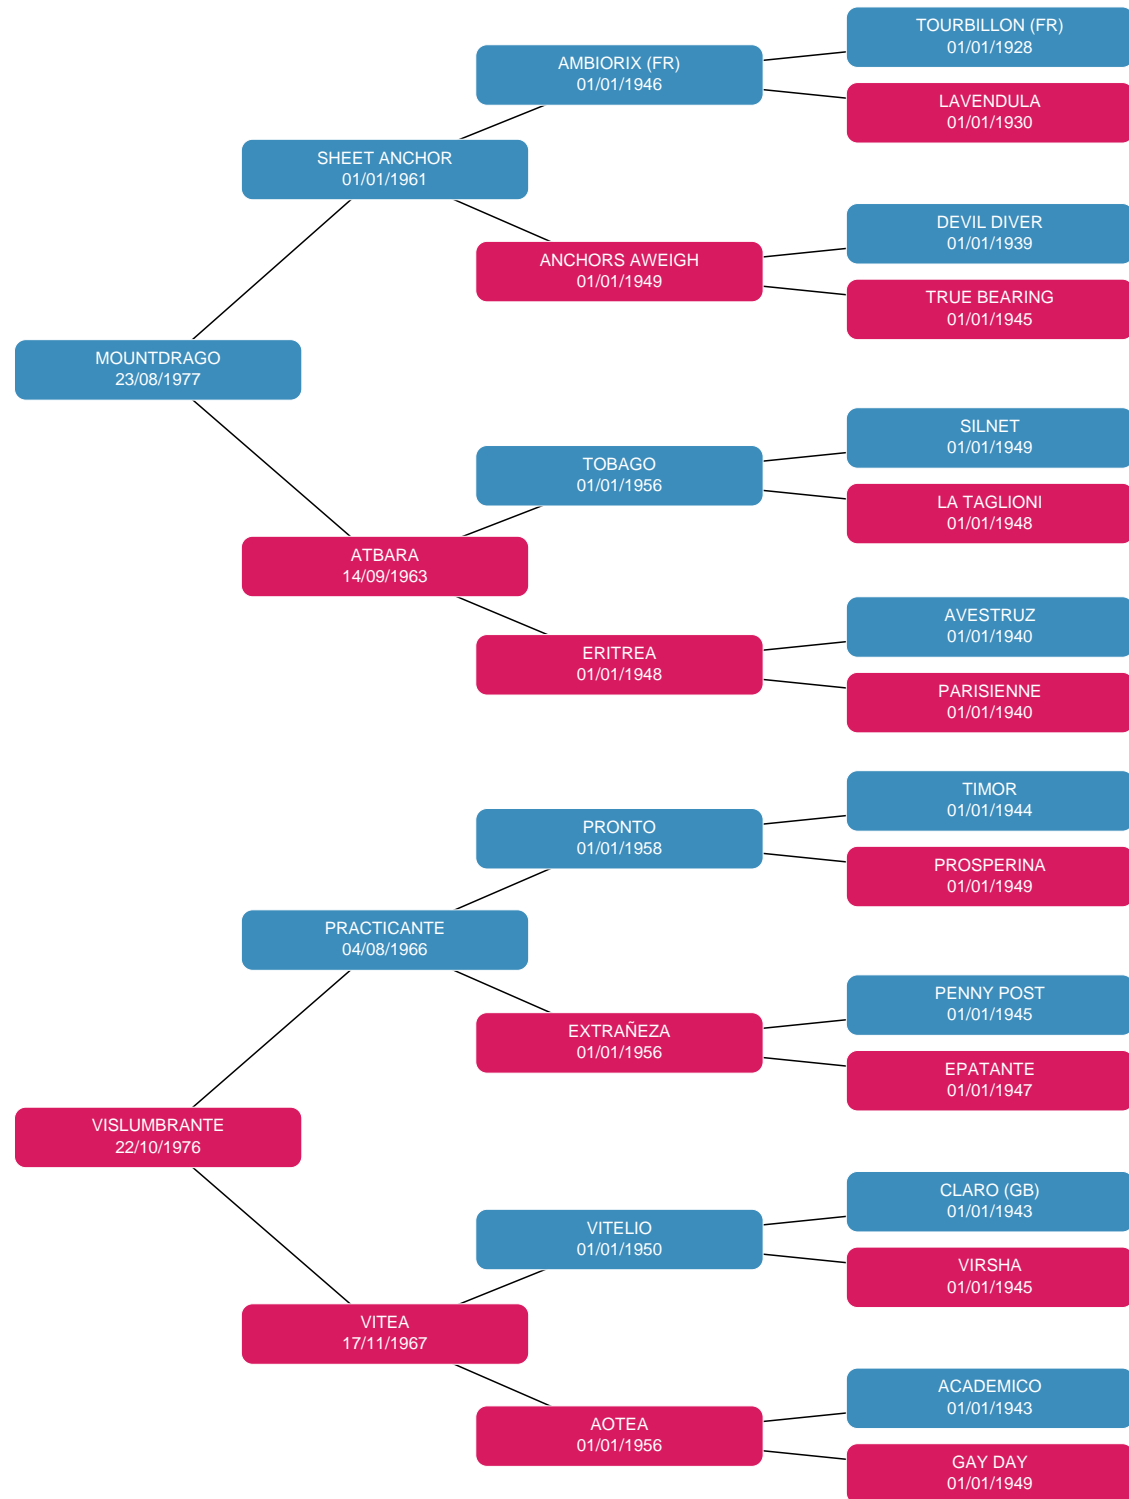 TOURBILLON (FR)
01/01/1928
AMBIORIX (FR)
01/01/1946
LAVENDULA
01/01/1930
SHEET ANCHOR
01/01/1961
DEVIL DIVER
01/01/1939
ANCHORS AWEIGH
01/01/1949
TRUE BEARING
01/01/1945
MOUNTDRAGO
23/08/1977
SILNET
01/01/1949
TOBAGO
01/01/1956
LA TAGLIONI
01/01/1948
ATBARA
14/09/1963
AVESTRUZ
01/01/1940
ERITREA
01/01/1948
PARISIENNE
01/01/1940
TIMOR
01/01/1944
PRONTO
01/01/1958
PROSPERINA
01/01/1949
PRACTICANTE
04/08/1966
PENNY POST
01/01/1945
EXTRAÑEZA
01/01/1956
EPATANTE
01/01/1947
VISLUMBRANTE
22/10/1976
CLARO (GB)
01/01/1943
VITELIO
01/01/1950
VIRSHA
01/01/1945
VITEA
17/11/1967
ACADEMICO
01/01/1943
AOTEA
01/01/1956
GAY DAY
01/01/1949